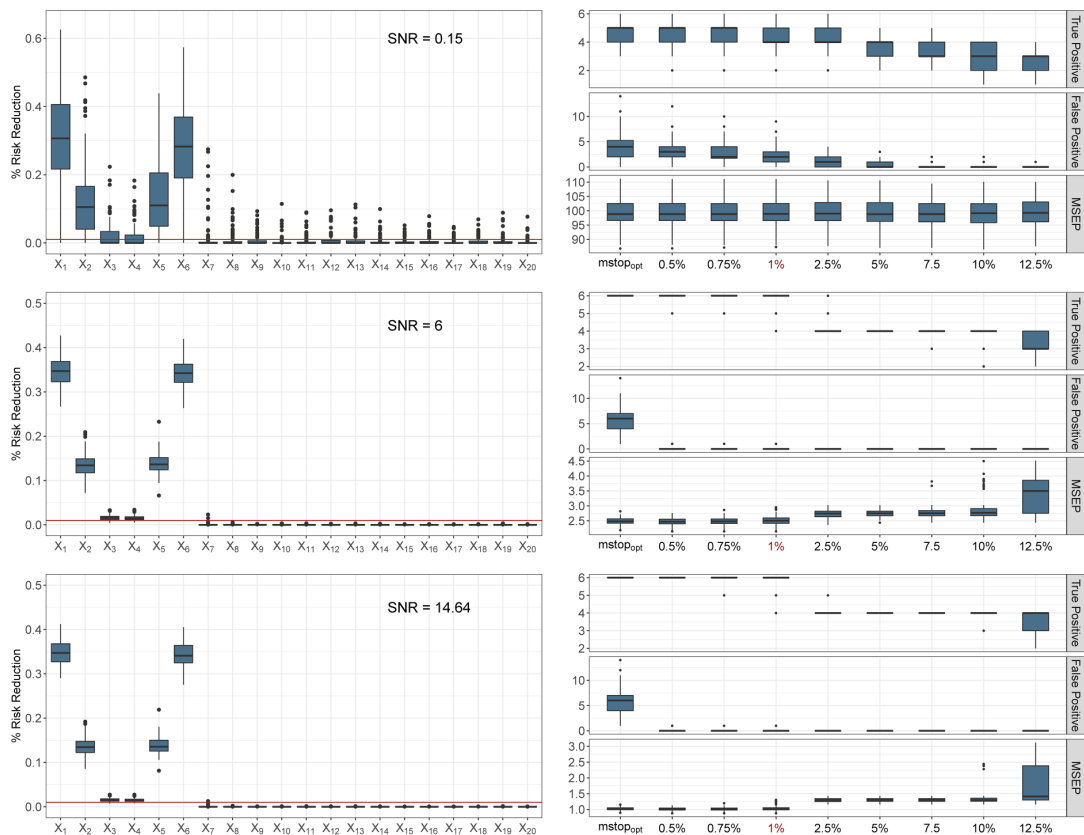 SNR = 0.15
% Risk Reduction
0.6
0.4
0.2
0.0
X₁ X₂ X₃ X₄ X₅ X₆ X₇ X₈ X₉ X₁₀ X₁₁ X₁₂ X₁₃ X₁₄ X₁₅ X₁₆ X₁₇ X₁₈ X₁₉ X₂₀
True Positive
6
4
2
False Positive
10
5
0
MSEP
110
105
100
95
90
mstopₒₚₜ 0.5% 0.75% 1% 2.5% 5% 7.5 10% 12.5%
SNR = 6
% Risk Reduction
0.5
0.4
0.3
0.2
0.1
0.0
X₁ X₂ X₃ X₄ X₅ X₆ X₇ X₈ X₉ X₁₀ X₁₁ X₁₂ X₁₃ X₁₄ X₁₅ X₁₆ X₁₇ X₁₈ X₁₉ X₂₀
True Positive
6
5
4
3
2
False Positive
10
5
0
MSEP
4.5
4.0
3.5
3.0
2.5
mstopₒₚₜ 0.5% 0.75% 1% 2.5% 5% 7.5 10% 12.5%
SNR = 14.64
% Risk Reduction
0.5
0.4
0.3
0.2
0.1
0.0
X₁ X₂ X₃ X₄ X₅ X₆ X₇ X₈ X₉ X₁₀ X₁₁ X₁₂ X₁₃ X₁₄ X₁₅ X₁₆ X₁₇ X₁₈ X₁₉ X₂₀
True Positive
6
5
4
3
2
False Positive
10
5
0
MSEP
3.0
2.5
2.0
1.5
1.0
mstopₒₚₜ 0.5% 0.75% 1% 2.5% 5% 7.5 10% 12.5%